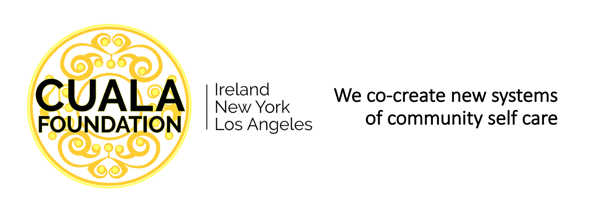 CUALA
FOUNDATION
Ireland
New York
Los Angeles
We co-create new systems
of community self care